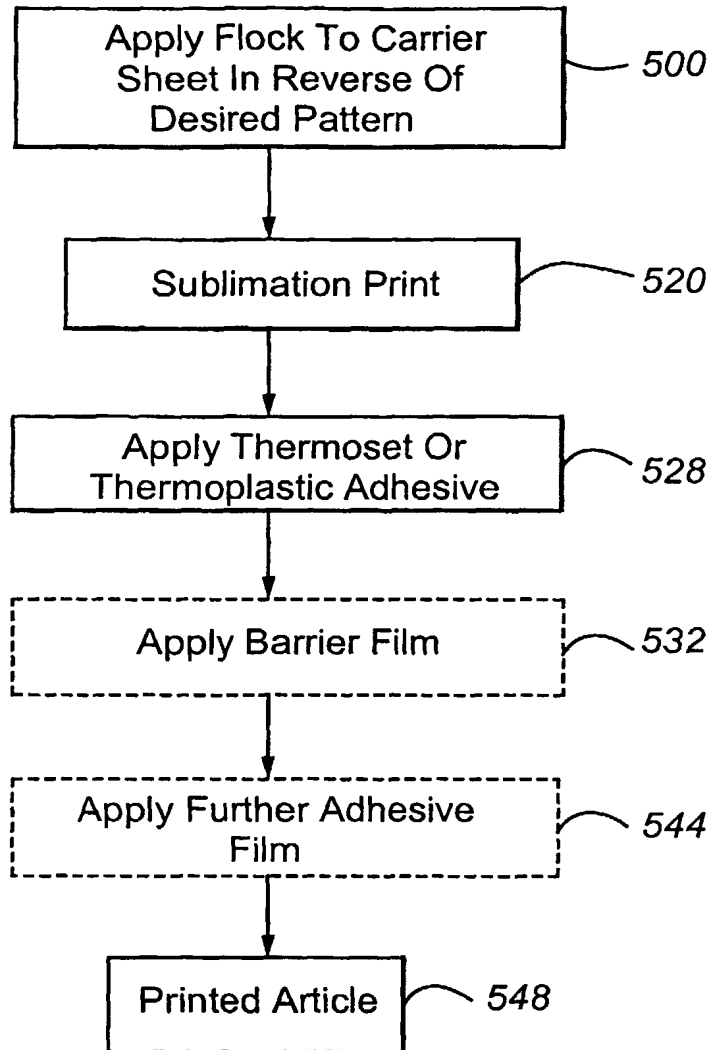 Apply Flock To Carrier
Sheet In Reverse Of
Desired Pattern
500
Sublimation Print
520
Apply Thermoset Or
Thermoplastic Adhesive
528
Apply Barrier Film
532
Apply Further Adhesive
Film
544
Printed Article
548